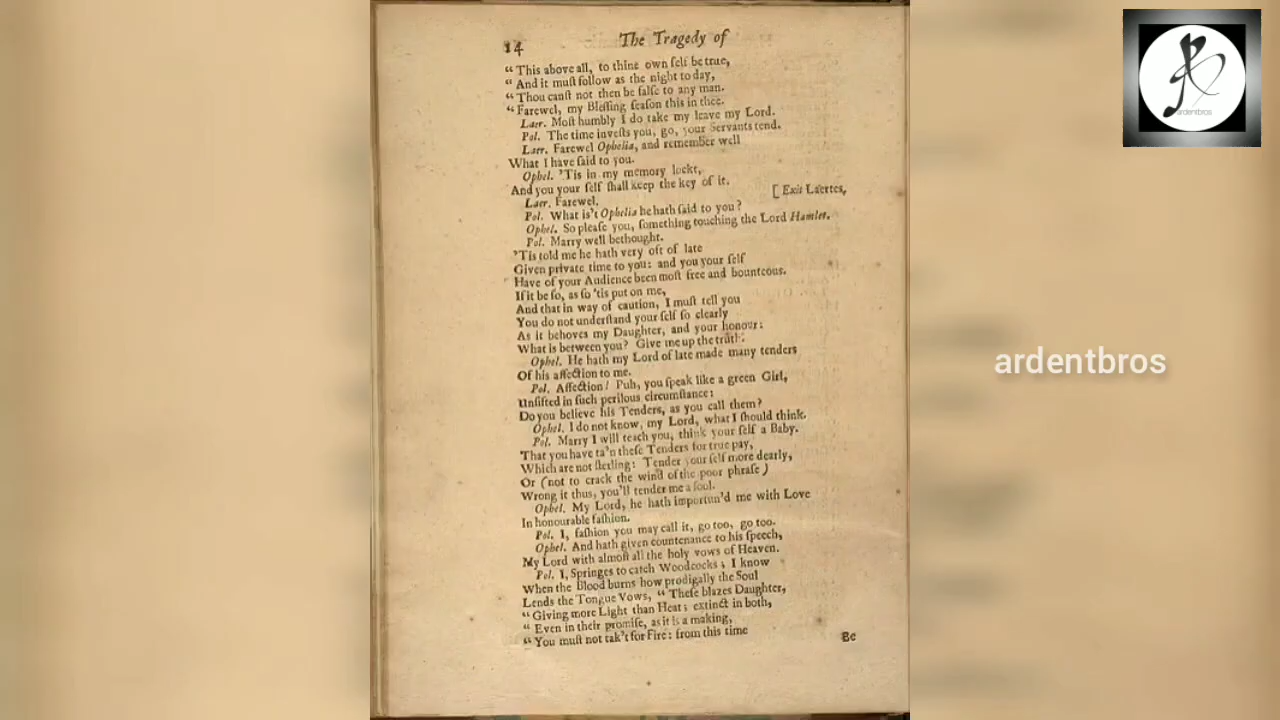 14 The Tragedy of
“ This above all, to thine own ſelf be true,
“ And it muſt follow as the night to day,
“ Thou canſt not then be falſe to any man.
“ Farewel, my Bleſſing ſeaſon this in thee.
Laer. Moſt humbly I do take my leave my Lord.
Pol. The time inveſts you, go, your Servants tend.
Laer. Farewel Ophelia, and remember well
What I have ſaid to you.
Ophel. 'Tis in my memory lockt,
And you your ſelf ſhall keep the key of it.
Laer. Farewel. [ Exit Laertes,
Pol. What is't Ophelia he hath ſaid to you ?
Ophel. So pleaſe you, ſomething touching the Lord Hamlet.
Pol. Marry well bethought.
'Tis told me he hath very oft of late
Given private time to you: and you your ſelf
Have of your Audience been moſt free and bounteous.
If it be ſo, as ſo 'tis put on me,
And that in way of caution, I muſt tell you
You do not underſtand your ſelf ſo clearly
As it behoves my Daughter, and your honour:
What is between you? Give me up the truth.
Ophel. He hath my Lord of late made many tenders
Of his affection to me.
Pol. Affection! Puh, you ſpeak like a green Girl,
Unſifted in ſuch perilous circumſtance:
Do you believe his Tenders, as you call them?
Ophel. I do not know, my Lord, what I ſhould think.
Pol. Marry I will teach you, think your ſelf a Baby.
That you have ta'n theſe Tenders for true pay,
Which are not ſterling: Tender your ſelf more dearly,
Or (not to crack the wind of the poor phraſe )
Wrong it thus, you'll tender me a fool.
Ophel. My Lord, he hath importun'd me with Love
In honourable faſhion.
Pol. I, faſhion you may call it, go too, go too.
Ophel. And hath given countenance to his ſpeech,
My Lord with almoſt all the holy vows of Heaven.
Pol. I, Springes to catch Woodcocks ; I know
When the Blood burns how prodigally the Soul
Lends the Tongue Vows, “ Theſe blazes Daughter,
“ Giving more Light than Heat; extinct in both,
“ Even in their promiſe, as it is a making,
“ You muſt not tak't for Fire: from this time
Be
ardentbros
ardentbros